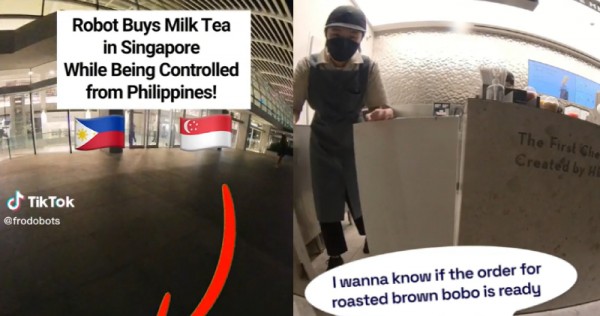 Robot Buys Milk Tea
in Singapore
While Being Controlled
from Philippines!
TikTok
@frodobots
The First
Created by
I wanna know if the order for
roasted brown bobo is ready